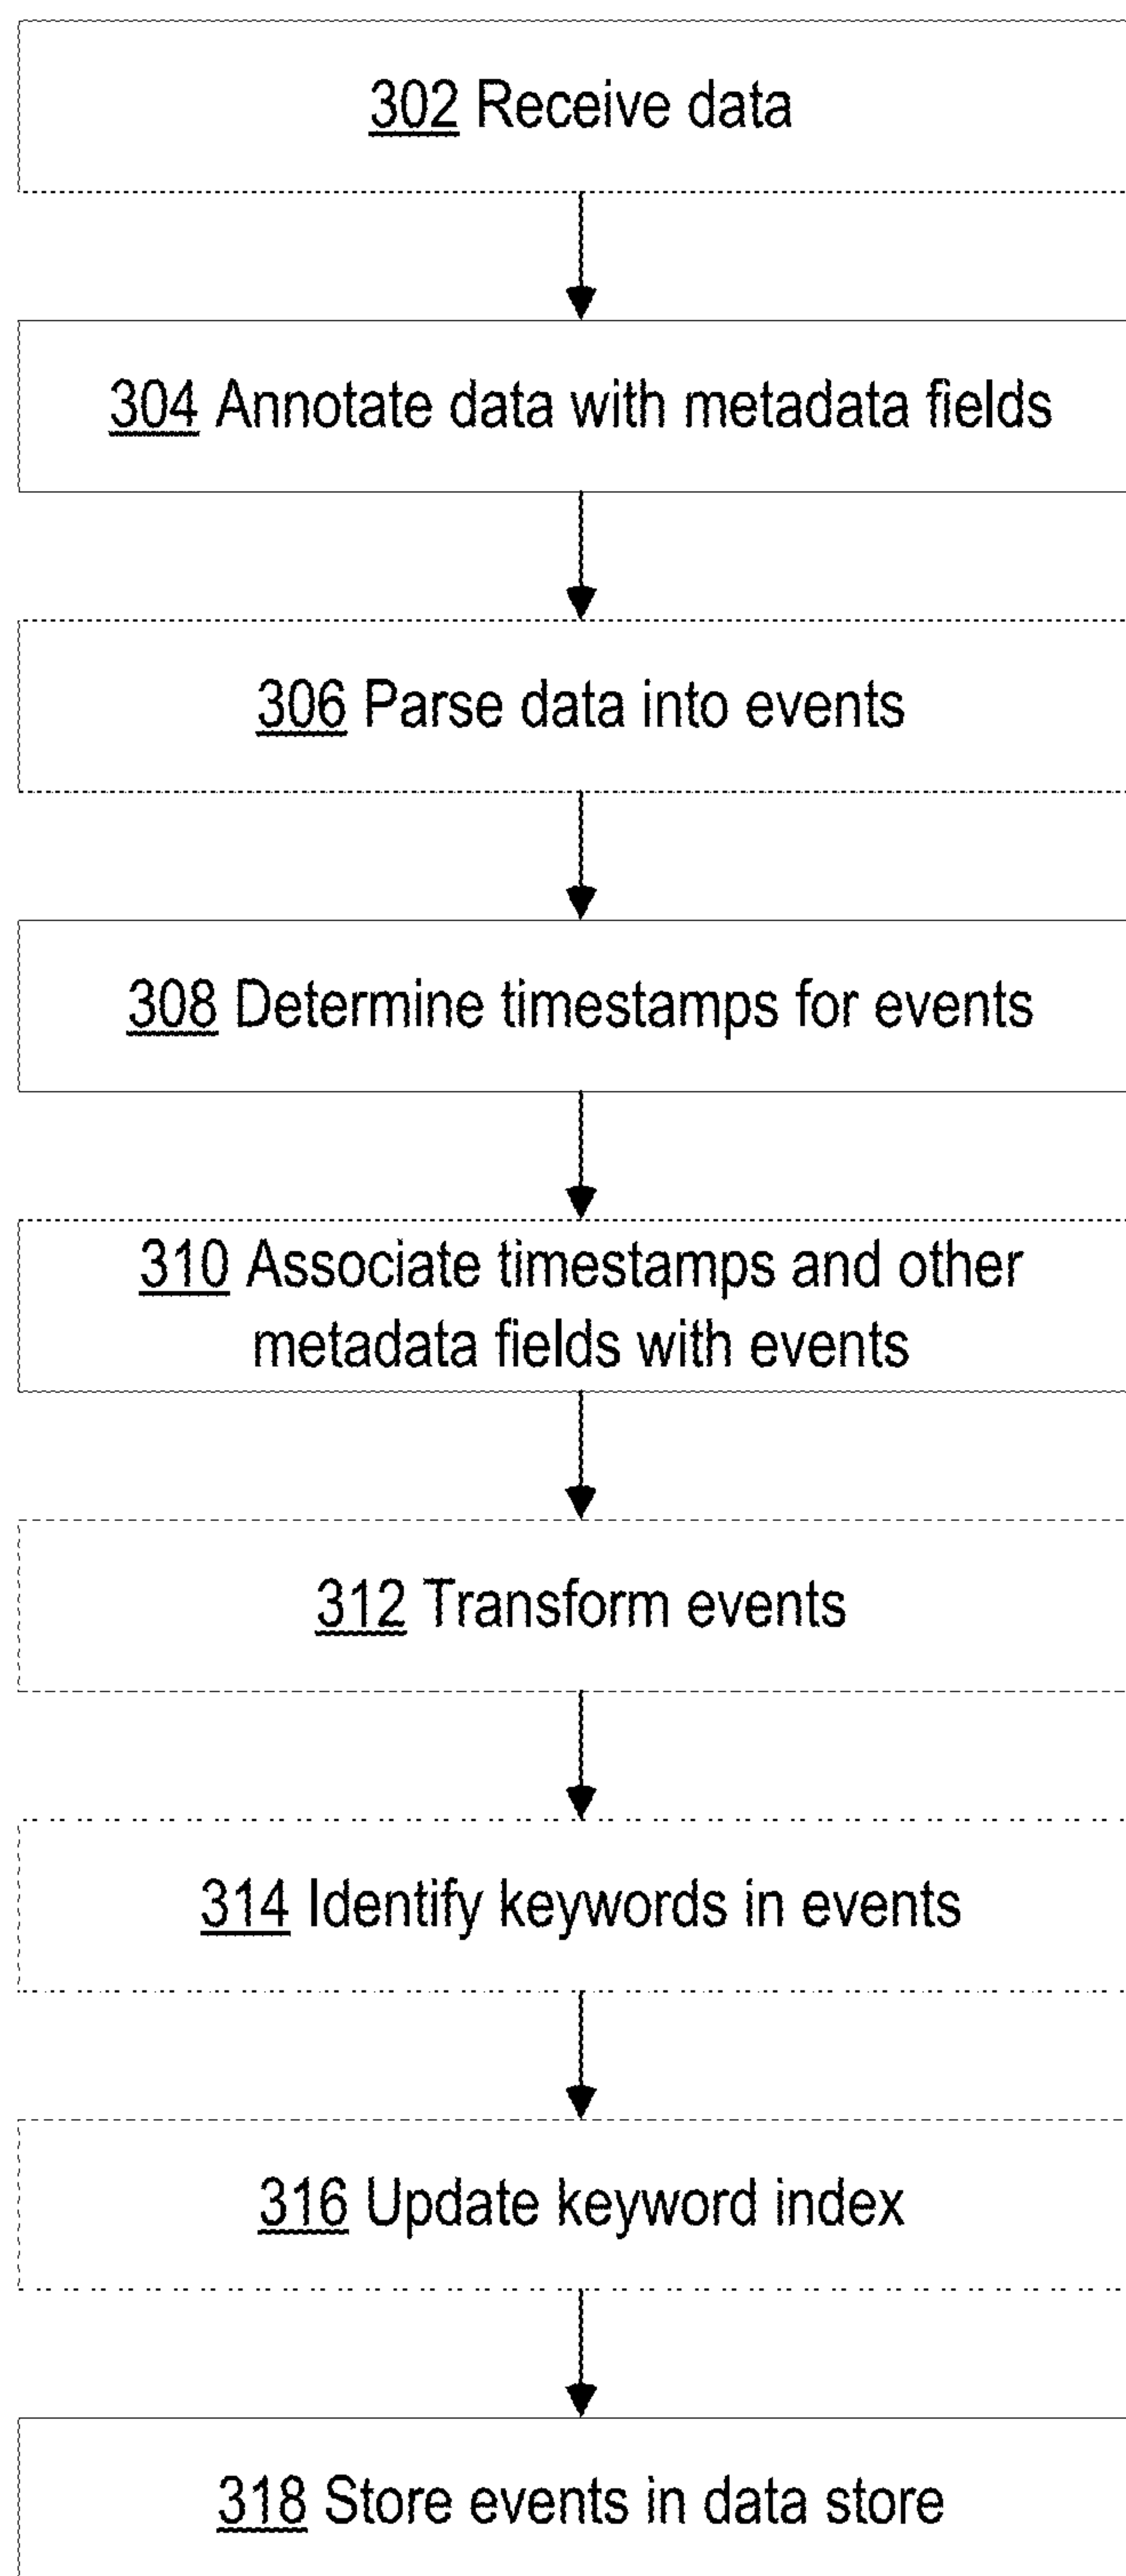 302 Receive data
304 Annotate data with metadata fields
306 Parse data into events
308 Determine timestamps for events
310 Associate timestamps and other
metadata fields with events
312 Transform events
314 Identify keywords in events
316 Update keyword index
318 Store events in data store